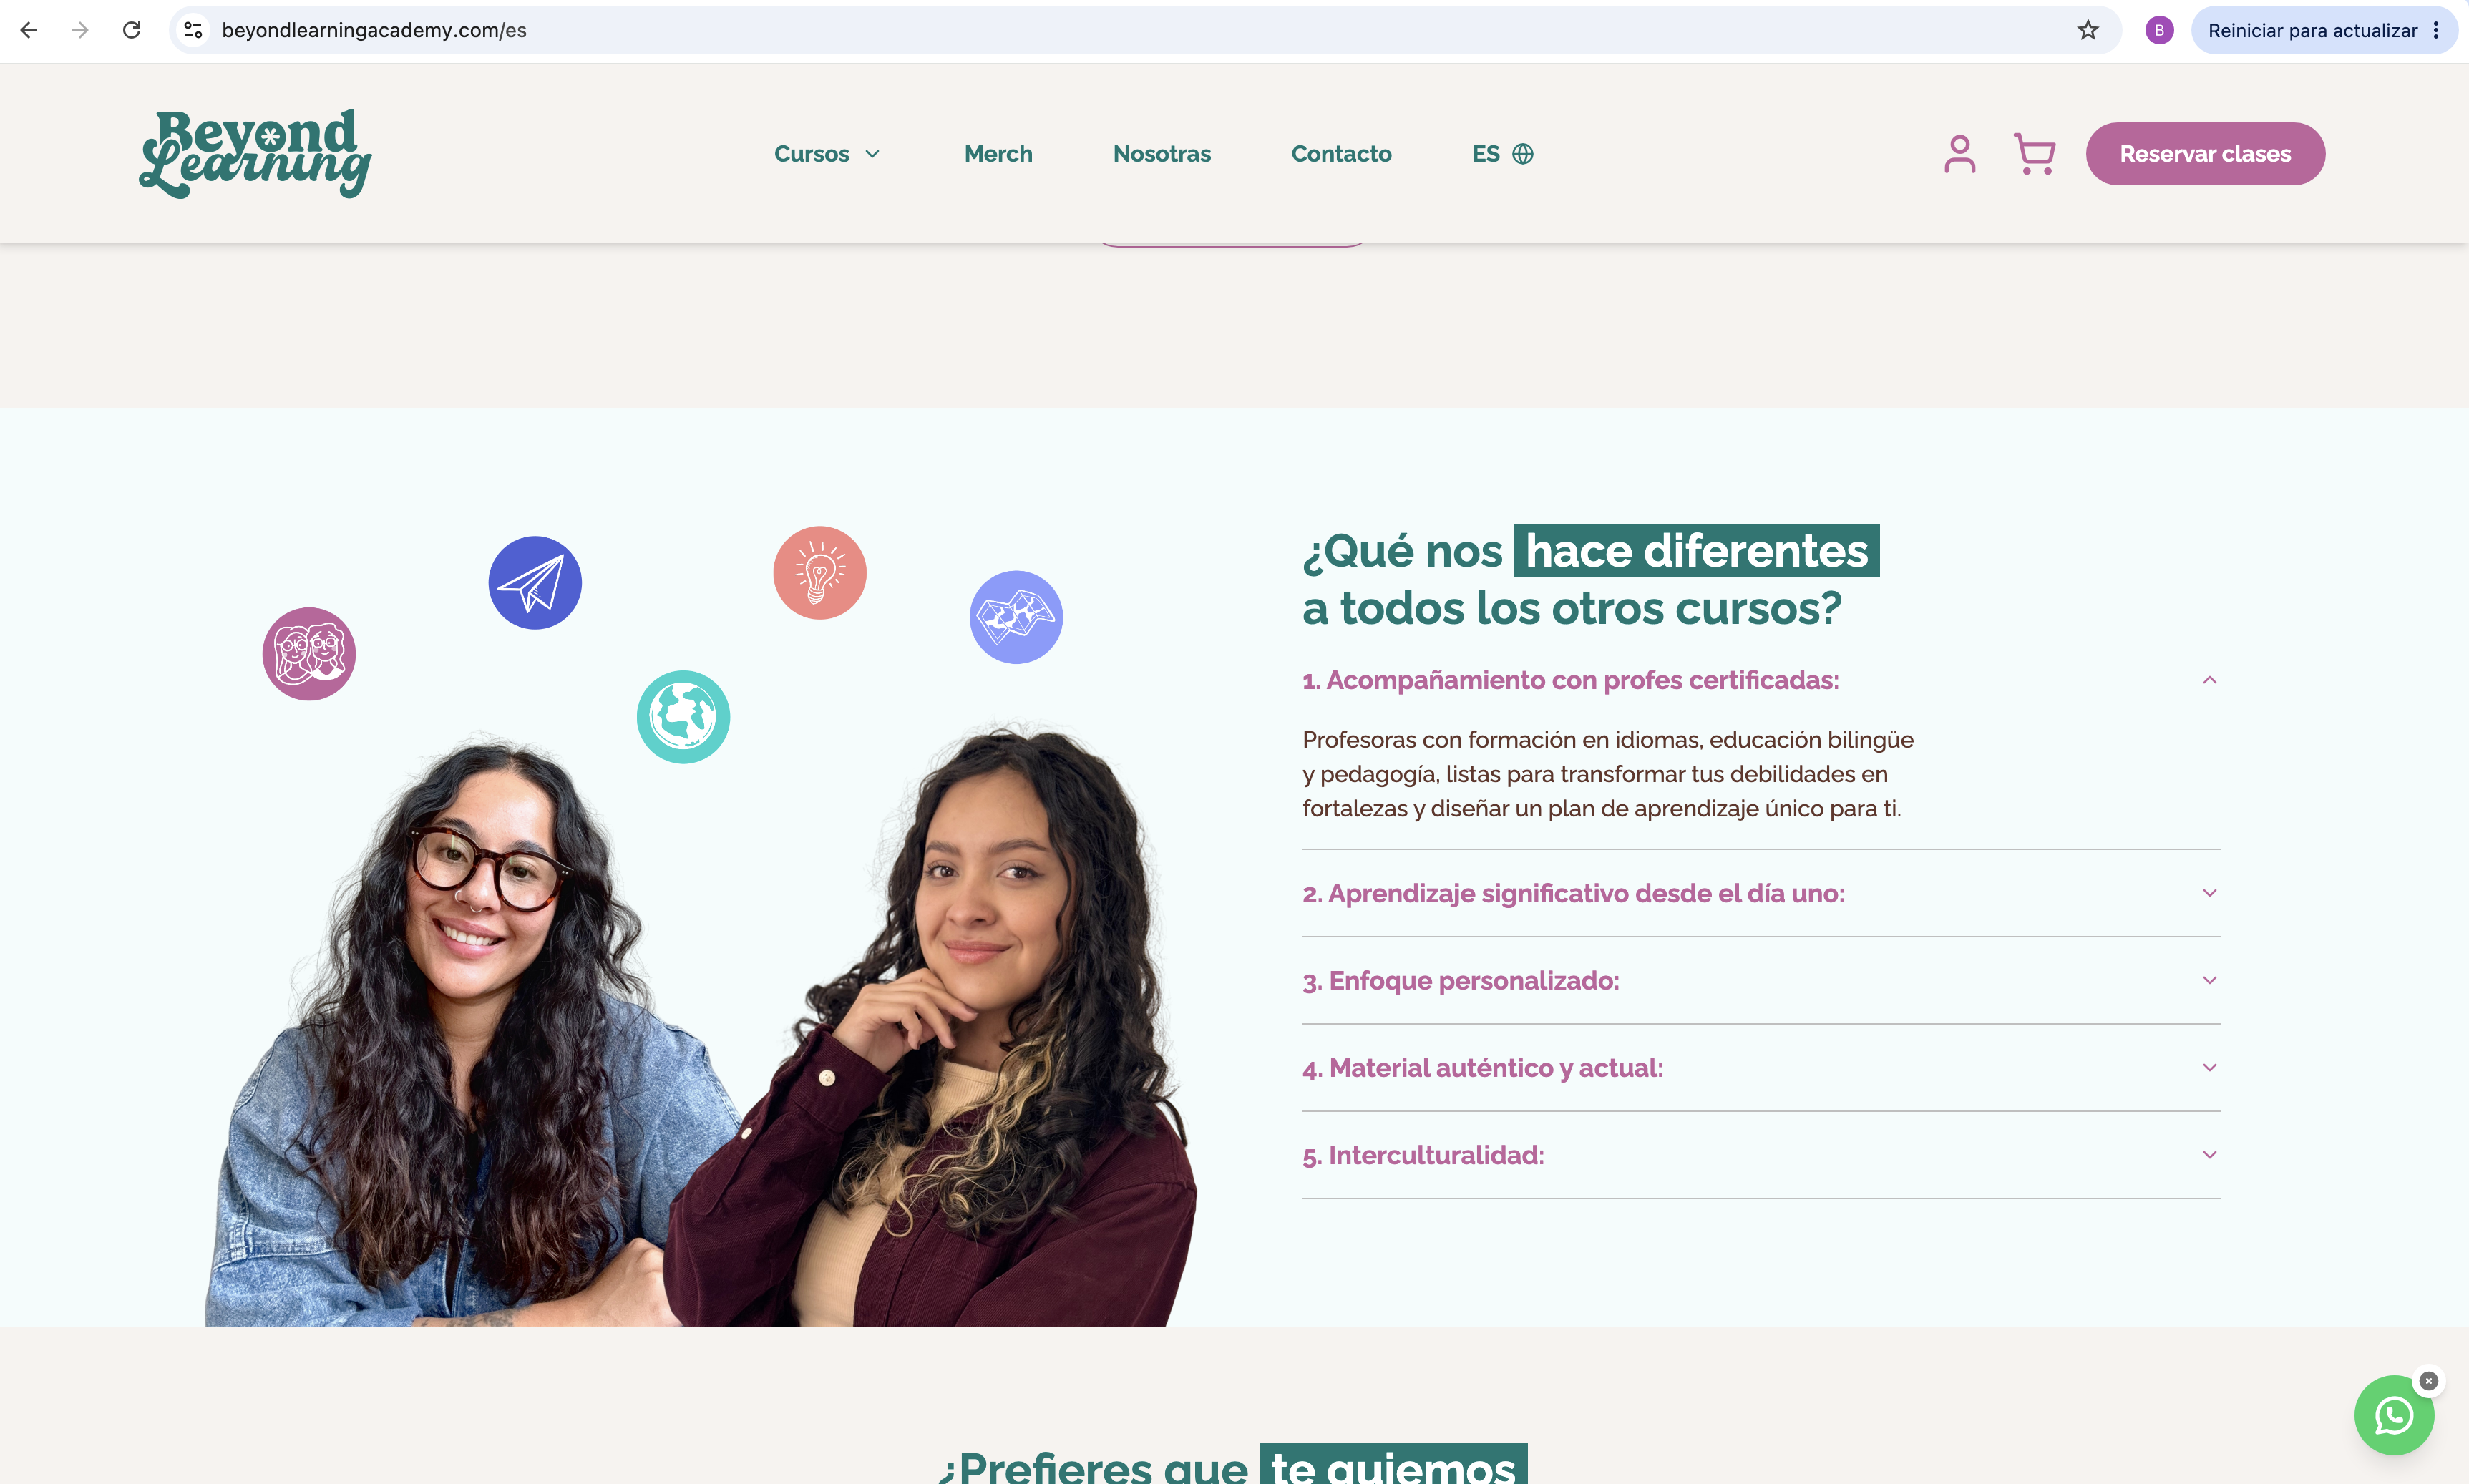 beyondlearningacademy.com/es
B
Reiniciar para actualizar
Beyond
Learning
Cursos
Merch
Nosotras
Contacto
ES
Reservar clases
¿Qué nos hace diferentes
a todos los otros cursos?
1. Acompañamiento con profes certificadas:
Profesoras con formación en idiomas, educación bilingüe
y pedagogía, listas para transformar tus debilidades en
fortalezas y diseñar un plan de aprendizaje único para ti.
2. Aprendizaje significativo desde el día uno:
3. Enfoque personalizado:
4. Material auténtico y actual:
5. Interculturalidad:
¿Prefieres que te guiemos